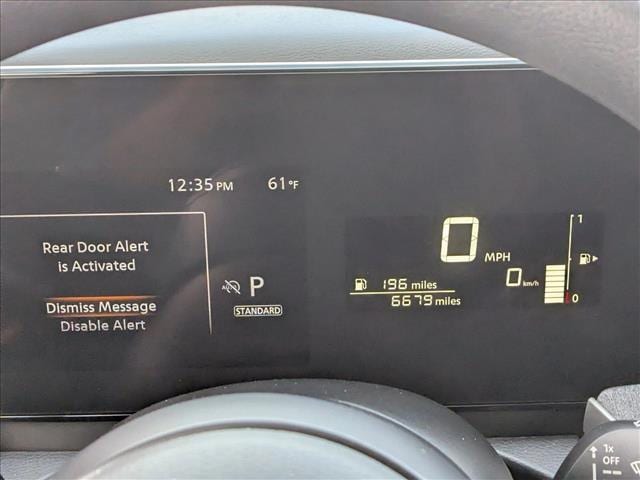 12:35 PM 61°F
Rear Door Alert
is Activated
Dismiss Message
Disable Alert
AUTO P
STANDARD
0 MPH
0 km/h
196 miles
6679 miles
1
0
1x
OFF